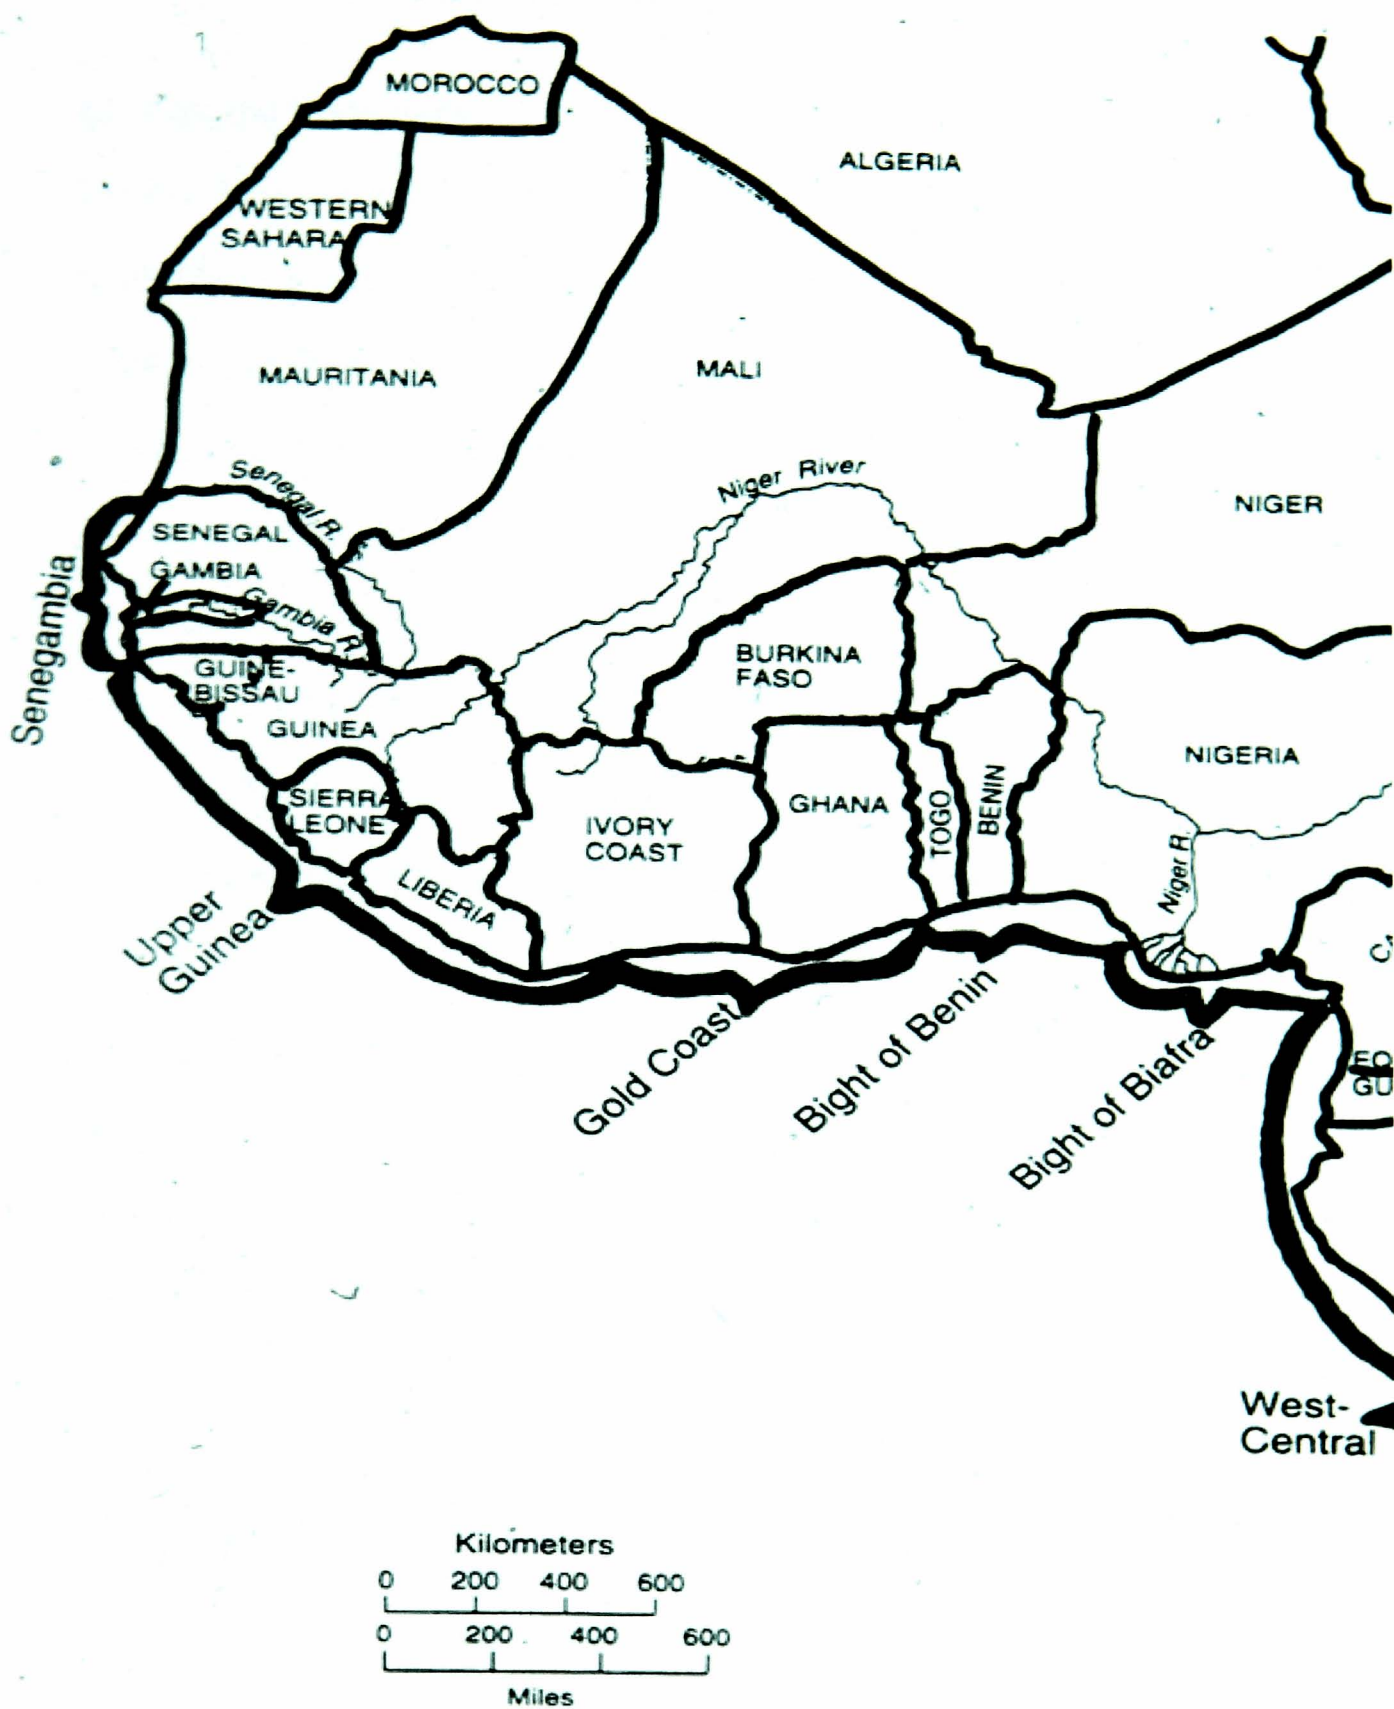 MOROCCO
ALGERIA
WESTERN
SAHARA
MAURITANIA
MALI
Senegal R.
Niger River
NIGER
SENEGAL
GAMBIA
Gambia R.
Senegambia
GUINE-
BISSAU
GUINEA
BURKINA
FASO
NIGERIA
SIERRA
LEONE
IVORY
COAST
GHANA
TOGO
BENIN
LIBERIA
Niger R.
Upper
Guinea
Gold Coast
Bight of Benin
Bight of Biafra
EQ
GU
West-
Central
Kilometers
0 200 400 600
0 200 400 600
Miles